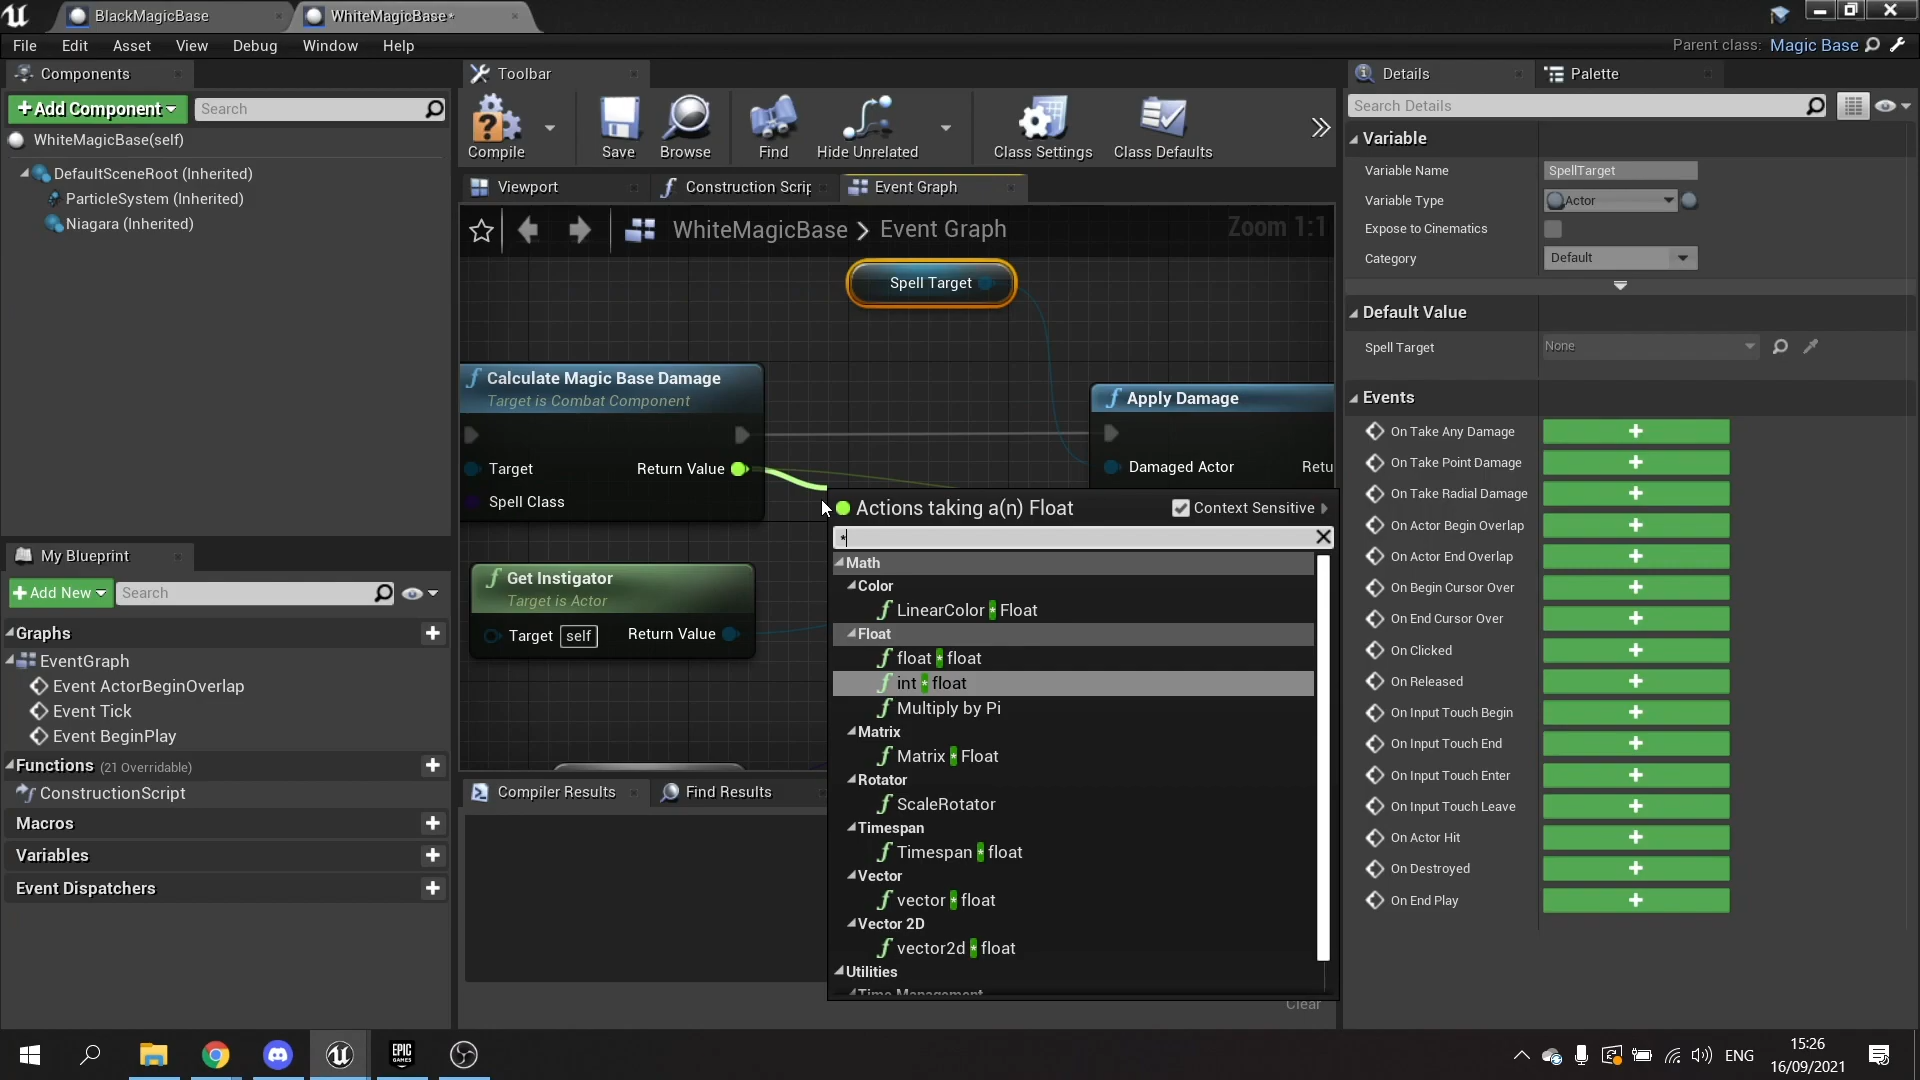 BlackMagicBase
WhiteMagicBase*
File Edit Asset View Debug Window Help
Parent class: Magic Base
Components
Add Component
Search
WhiteMagicBase(self)
DefaultSceneRoot (Inherited)
ParticleSystem (Inherited)
Niagara (Inherited)
My Blueprint
Add New
Search
Graphs
EventGraph
Event ActorBeginOverlap
Event Tick
Event BeginPlay
Functions (21 Overridable)
ConstructionScript
Macros
Variables
Event Dispatchers
Toolbar
Compile
Save
Browse
Find
Hide Unrelated
Class Settings
Class Defaults
Viewport
Construction Scrip
Event Graph
WhiteMagicBase > Event Graph
Zoom 1:1
Spell Target
Calculate Magic Base Damage
Target is Combat Component
Target
Return Value
Spell Class
Apply Damage
Damaged Actor
Retu
Get Instigator
Target is Actor
Target self
Return Value
Actions taking a(n) Float
Context Sensitive
*
Math
Color
LinearColor * Float
Float
float * float
int * float
Multiply by Pi
Matrix
Matrix * Float
Rotator
ScaleRotator
Timespan
Timespan * float
Vector
vector * float
Vector 2D
vector2d * float
Utilities
Time Management
Compiler Results
Find Results
Clear
Details
Palette
Search Details
Variable
Variable Name SpellTarget
Variable Type Actor
Expose to Cinematics
Category Default
Default Value
Spell Target None
Events
On Take Any Damage
On Take Point Damage
On Take Radial Damage
On Actor Begin Overlap
On Actor End Overlap
On Begin Cursor Over
On End Cursor Over
On Clicked
On Released
On Input Touch Begin
On Input Touch End
On Input Touch Enter
On Input Touch Leave
On Actor Hit
On Destroyed
On End Play
EPIC
GAMES
ENG
15:26
16/09/2021